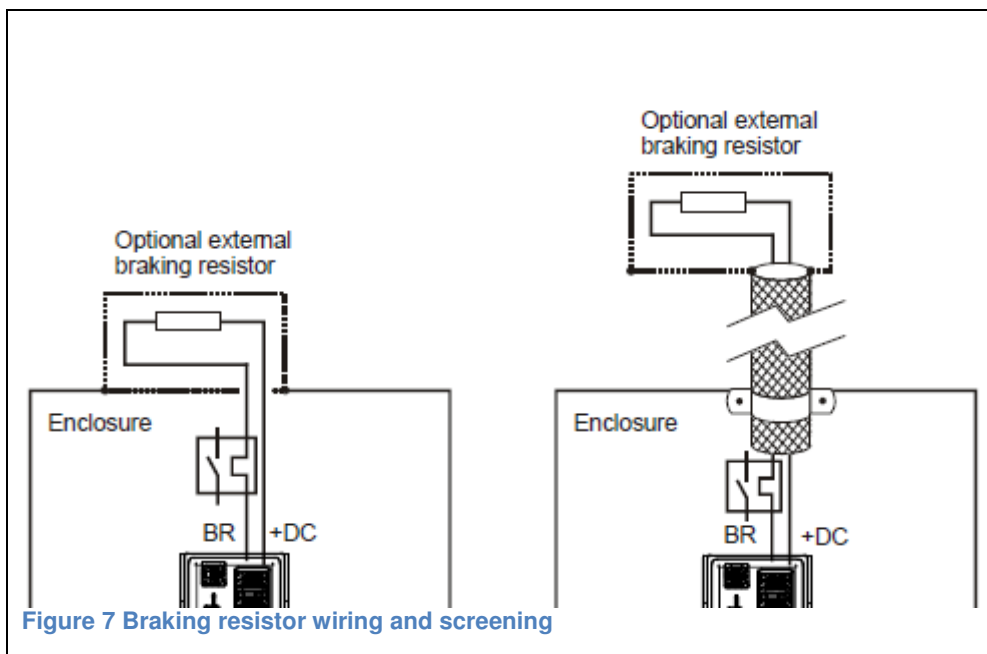 Optional external
braking resistor
Enclosure
BR
+DC
Optional external
braking resistor
Enclosure
BR
+DC
Figure 7 Braking resistor wiring and screening